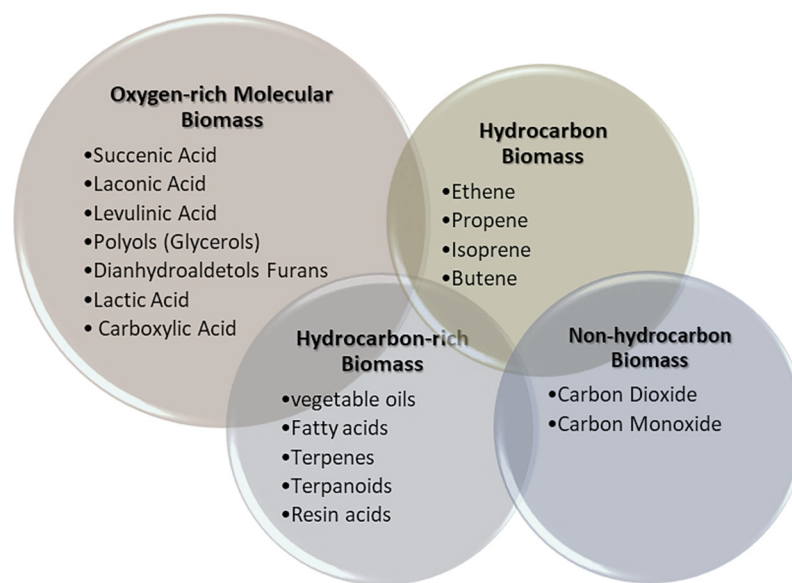 Oxygen-rich Molecular
Biomass
•Succenic Acid
•Laconic Acid
•Levulinic Acid
•Polyols (Glycerols)
•Dianhydroaldetols Furans
•Lactic Acid
• Carboxylic Acid
Hydrocarbon
Biomass
•Ethene
•Propene
•Isoprene
•Butene
Hydrocarbon-rich
Biomass
•vegetable oils
•Fatty acids
•Terpenes
•Terpanoids
•Resin acids
Non-hydrocarbon
Biomass
•Carbon Dioxide
•Carbon Monoxide